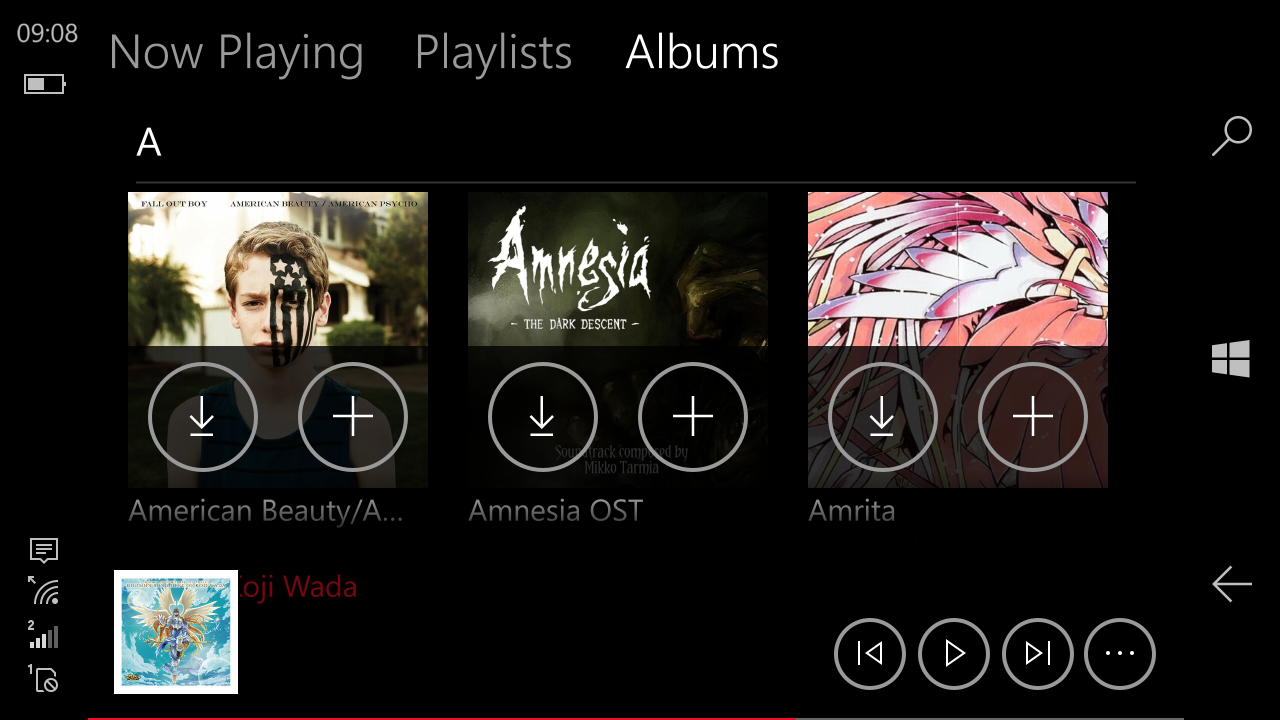 09:08
Now Playing Playlists Albums
A
FALL OUT BOY AMERICAN BEAUTY / AMERICAN PSYCHO
Amnesia
- THE DARK DESCENT -
Soundtrack composed by
Mikko Tarmia
American Beauty/A...
Amnesia OST
Amrita
Koji Wada
2
1